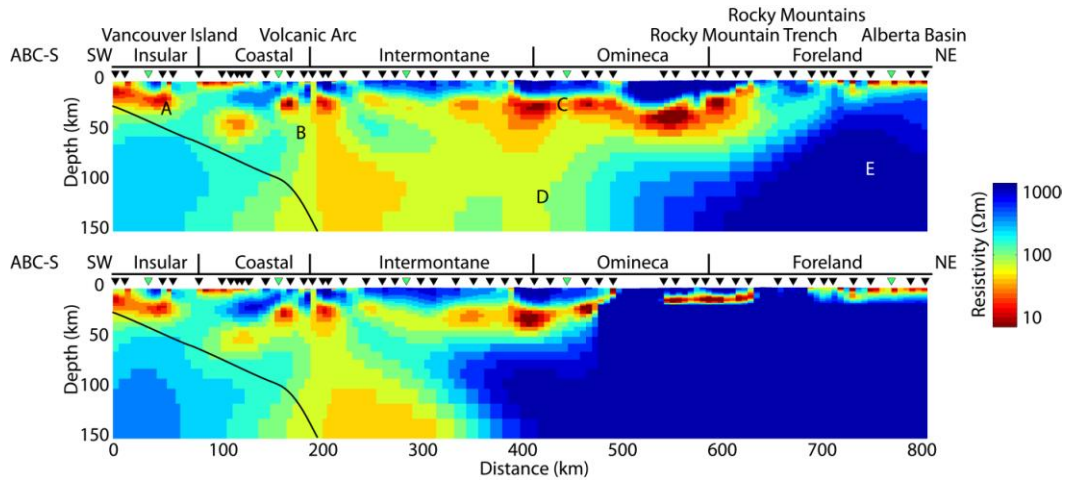 Rocky Mountains
Vancouver Island Volcanic Arc Rocky Mountain Trench Alberta Basin
ABC-S SW Insular Coastal Intermontane Omineca Foreland NE
0
50
100
150
Depth (km)
A
B
C
D
E
ABC-S SW Insular Coastal Intermontane Omineca Foreland NE
0
50
100
150
Depth (km)
0 100 200 300 400 500 600 700 800
Distance (km)
1000
100
10
Resistivity (Ωm)